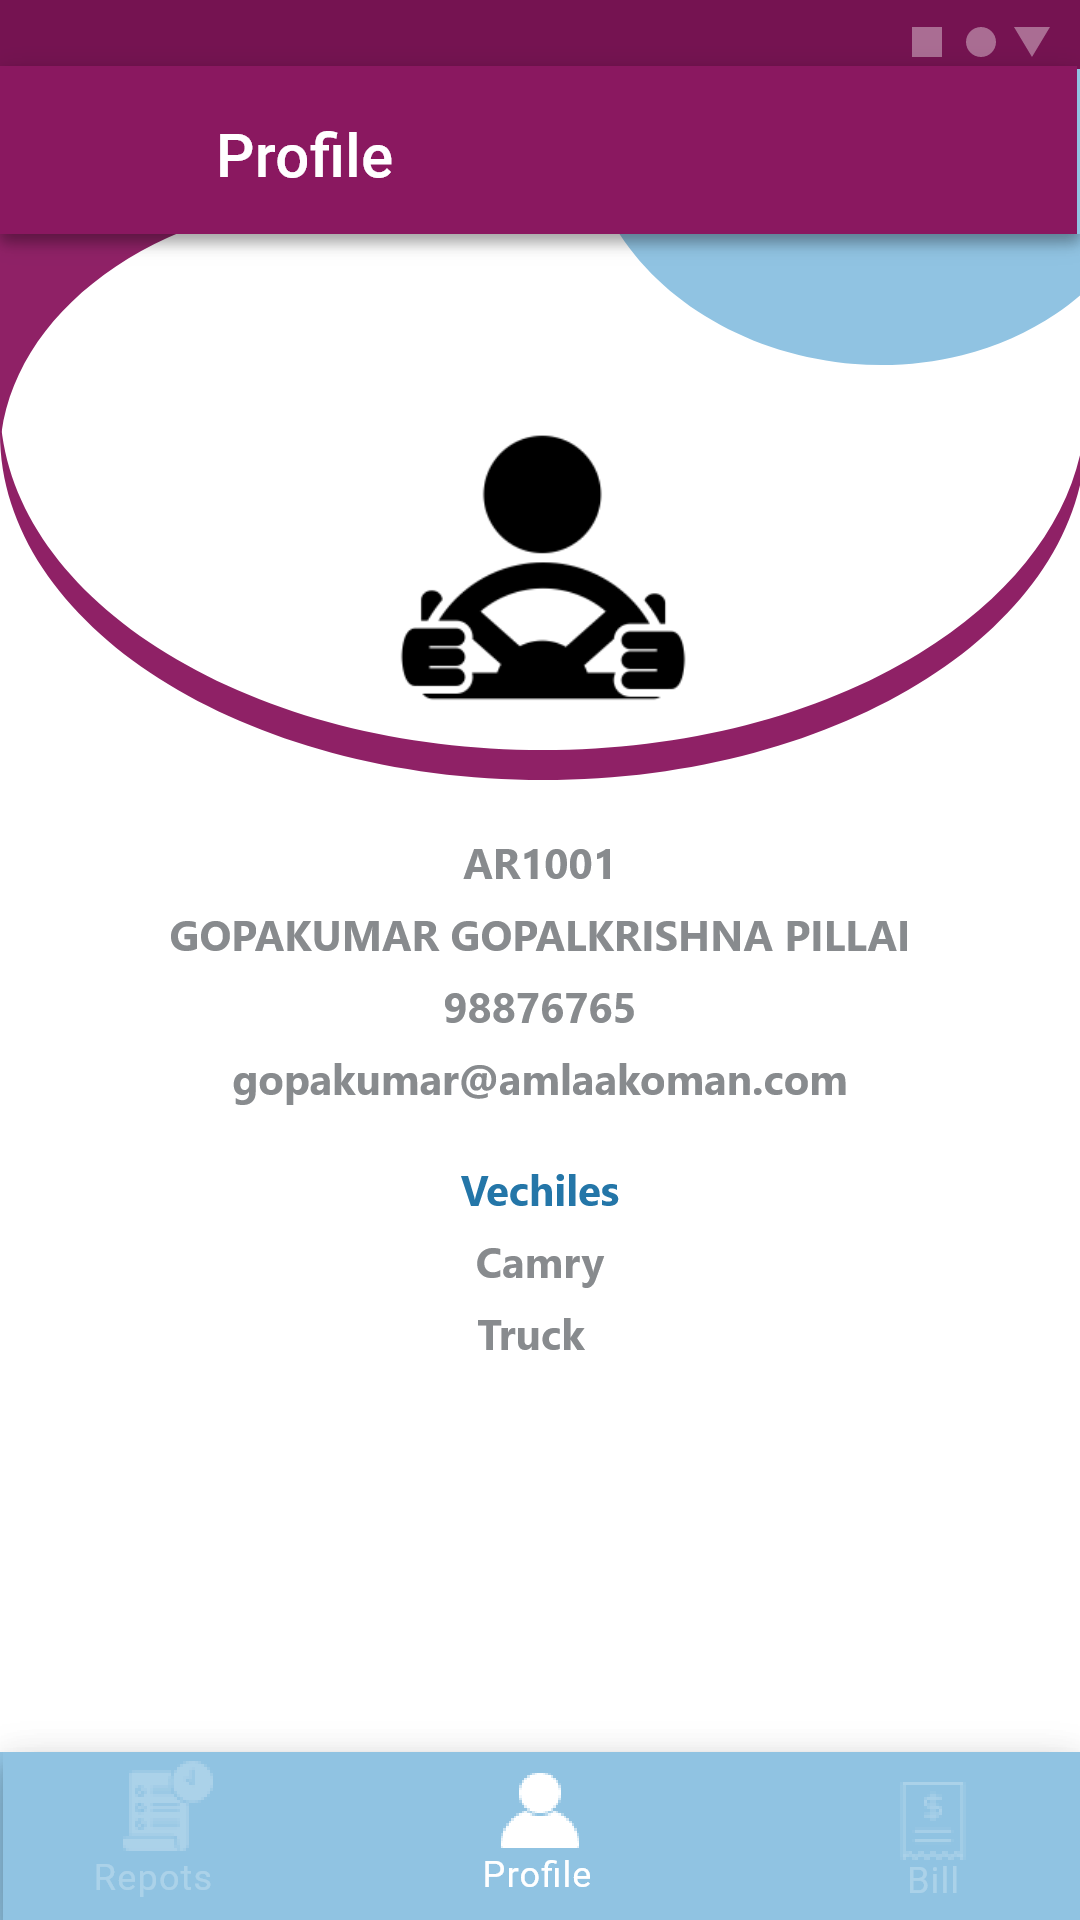 Profile
AR1001
GOPAKUMAR GOPALKRISHNA PILLAI
98876765
gopakumar@amlaakoman.com
Vechiles
Camry
Truck
$
Repots
Profile
Bill